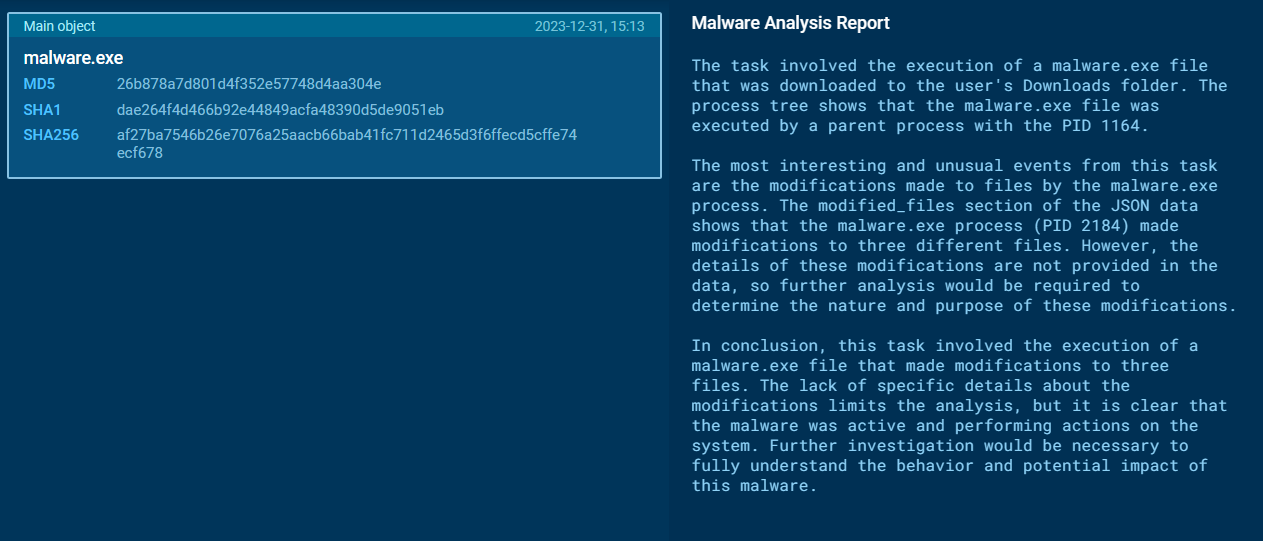 Main object 2023-12-31, 15:13
malware.exe
MD5 26b878a7d801d4f352e57748d4aa304e
SHA1 dae264f4d466b92e44849acfa48390d5de9051eb
SHA256 af27ba7546b26e7076a25aacb66bab41fc711d2465d3f6ffecd5cffe74
ecf678
Malware Analysis Report
The task involved the execution of a malware.exe file
that was downloaded to the user's Downloads folder. The
process tree shows that the malware.exe file was
executed by a parent process with the PID 1164.
The most interesting and unusual events from this task
are the modifications made to files by the malware.exe
process. The modified_files section of the JSON data
shows that the malware.exe process (PID 2184) made
modifications to three different files. However, the
details of these modifications are not provided in the
data, so further analysis would be required to
determine the nature and purpose of these modifications.
In conclusion, this task involved the execution of a
malware.exe file that made modifications to three
files. The lack of specific details about the
modifications limits the analysis, but it is clear that
the malware was active and performing actions on the
system. Further investigation would be necessary to
fully understand the behavior and potential impact of
this malware.